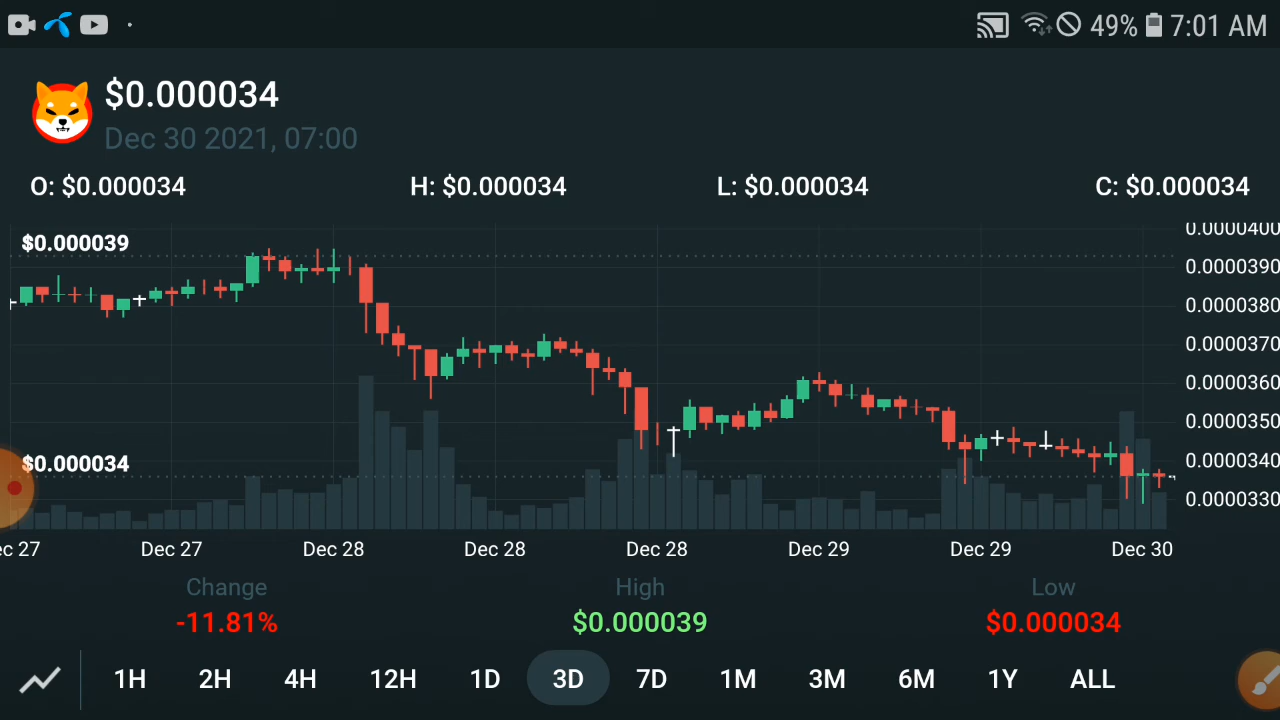 49% 7:01 AM
$0.000034
Dec 30 2021, 07:00
O: $0.000034 H: $0.000034 L: $0.000034 C: $0.000034
$0.000039
0.0000400
0.0000390
0.0000380
0.0000370
0.0000360
0.0000350
$0.000034
0.0000340
0.0000330
ec 27 Dec 27 Dec 28 Dec 28 Dec 28 Dec 29 Dec 29 Dec 30
Change High Low
-11.81% $0.000039 $0.000034
1H 2H 4H 12H 1D 3D 7D 1M 3M 6M 1Y ALL